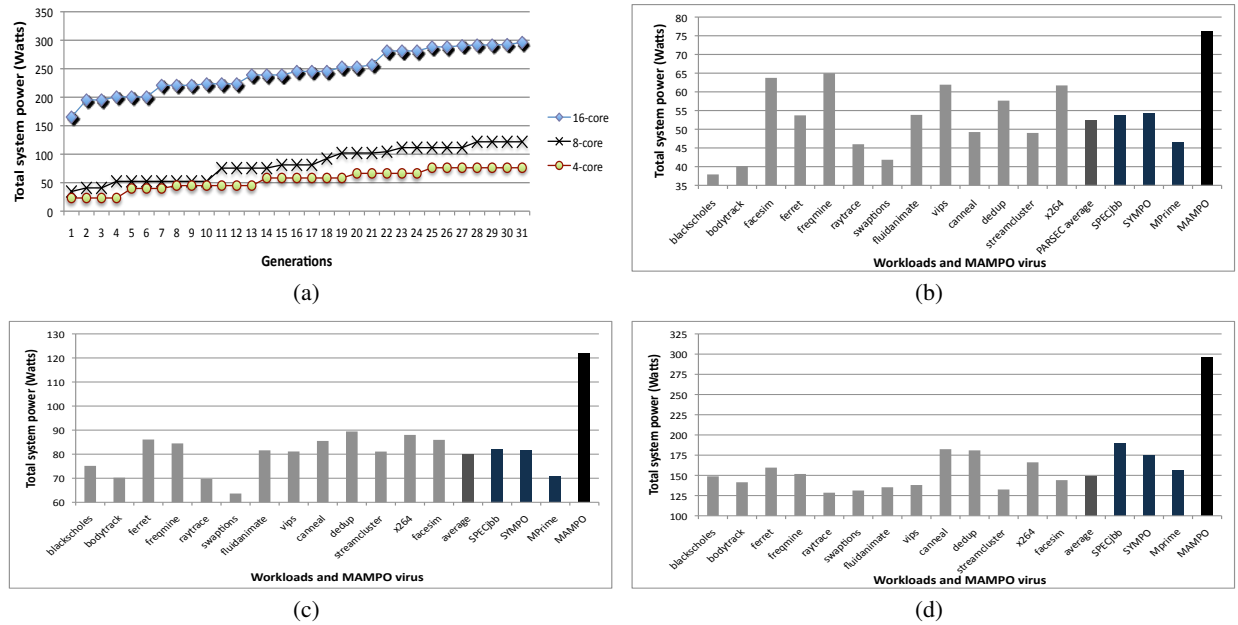 Total system power (Watts)
350
300
250
200
150
100
50
0
1 2 3 4 5 6 7 8 9 10 11 12 13 14 15 16 17 18 19 20 21 22 23 24 25 26 27 28 29 30 31
Generations
16-core
8-core
4-core
(a)
Total system power (Watts)
80
75
70
65
60
55
50
45
40
35
blackscholes
bodytrack
facesim
ferret
freqmine
raytrace
swaptions
fluidanimate
vips
canneal
dedup
streamcluster
x264
PARSEC average
SPECjbb
SYMPO
MPrime
MAMPO
Workloads and MAMPO virus
(b)
Total system power (Watts)
130
120
110
100
90
80
70
60
blackscholes
bodytrack
ferret
freqmine
raytrace
swaptions
fluidanimate
vips
canneal
dedup
streamcluster
x264
facesim
average
SPECjbb
SYMPO
MPrime
MAMPO
Workloads and MAMPO virus
(c)
Total system power (Watts)
325
300
275
250
225
200
175
150
125
100
blackscholes
bodytrack
ferret
freqmine
raytrace
swaptions
fluidanimate
vips
canneal
dedup
streamcluster
x264
facesim
average
SPECjbb
SYMPO
Mprime
MAMPO
Workloads and MAMPO virus
(d)